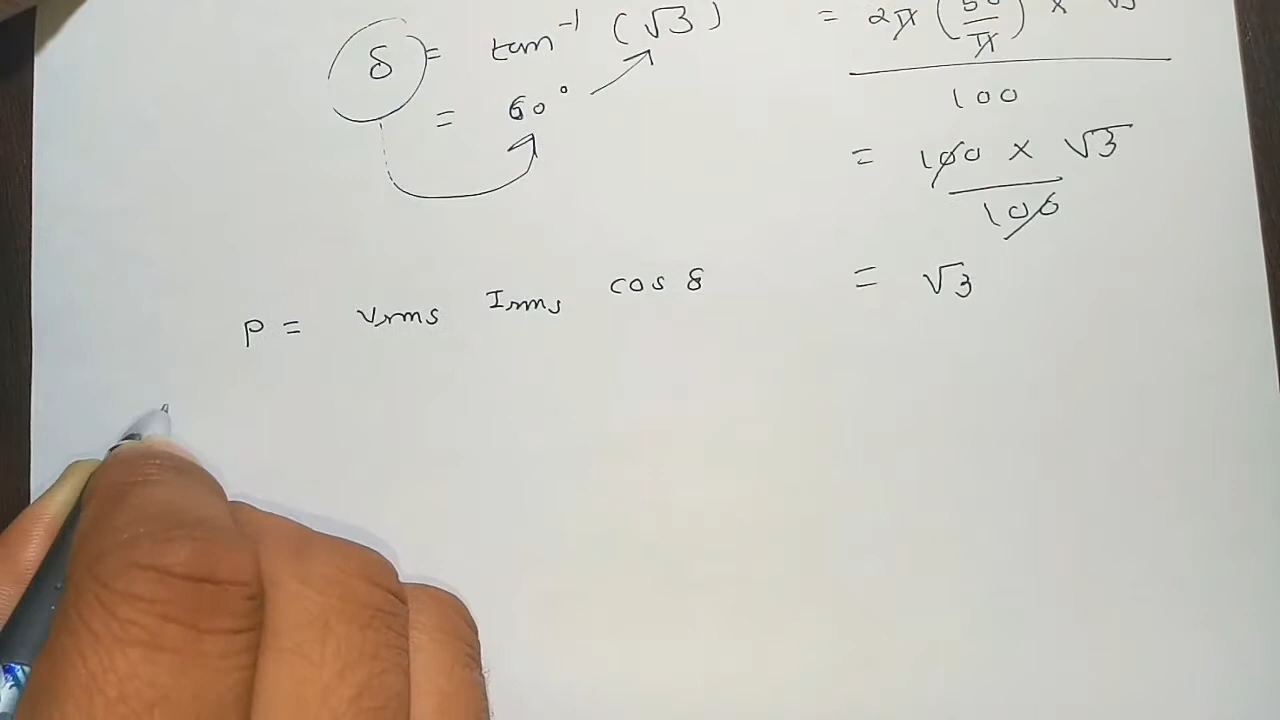 δ = tan⁻¹ (√3)
= 60°
P = Vrms Irms cos δ
= 2π (50/π) × √3
100
= 100 × √3
100
= √3